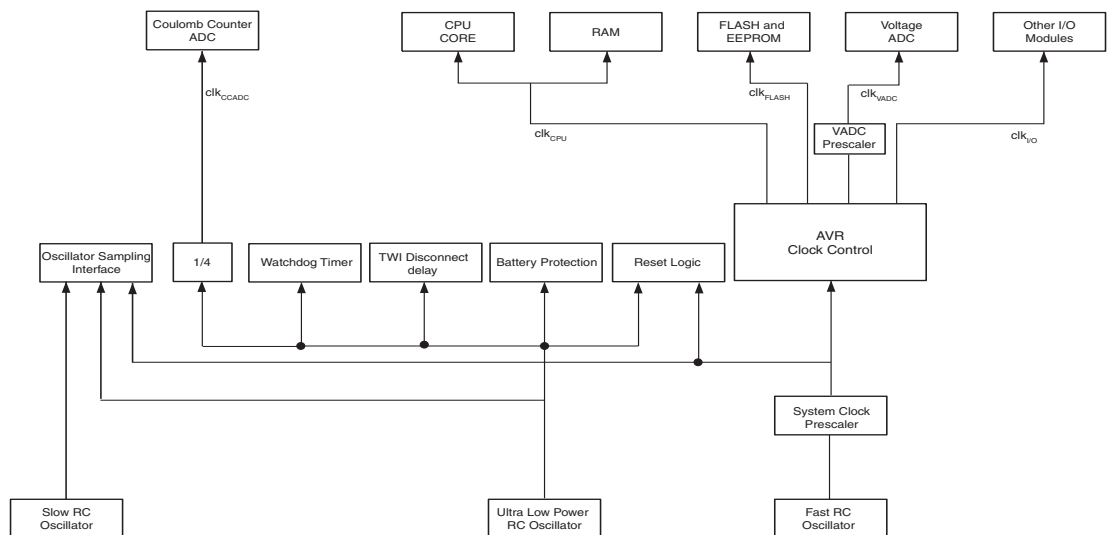 Coulomb Counter
ADC
CPU
CORE
RAM
FLASH and
EEPROM
Voltage
ADC
Other I/O
Modules
clkCCADC
clkFLASH
clkVADC
clkCPU
VADC
Prescaler
clkI/O
AVR
Clock Control
Oscillator Sampling
Interface
1/4
Watchdog Timer
TWI Disconnect
delay
Battery Protection
Reset Logic
System Clock
Prescaler
Slow RC
Oscillator
Ultra Low Power
RC Oscillator
Fast RC
Oscillator